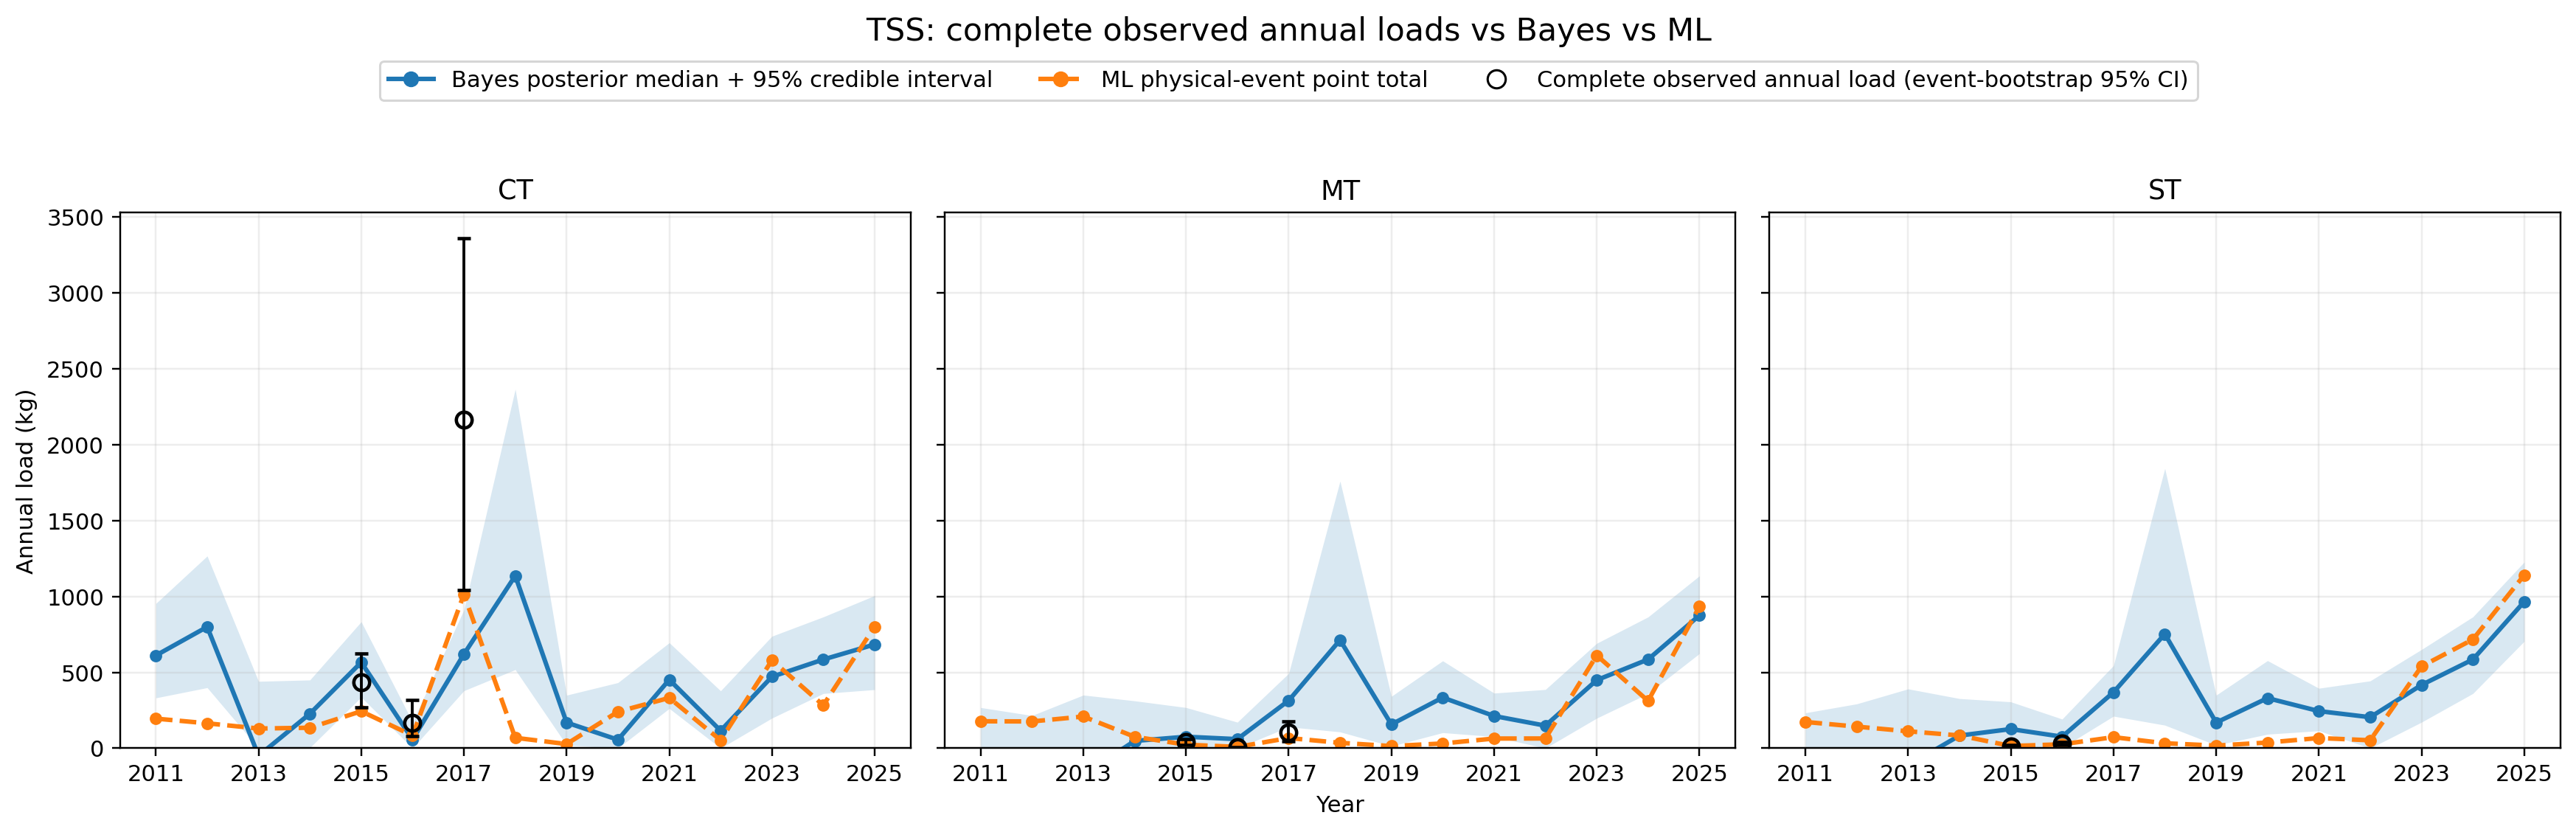 TSS: complete observed annual loads vs Bayes vs ML
Bayes posterior median + 95% credible interval
ML physical-event point total
Complete observed annual load (event-bootstrap 95% CI)
CT
MT
ST
Annual load (kg)
3500
3000
2500
2000
1500
1000
500
0
2011 2013 2015 2017 2019 2021 2023 2025
2011 2013 2015 2017 2019 2021 2023 2025
2011 2013 2015 2017 2019 2021 2023 2025
Year